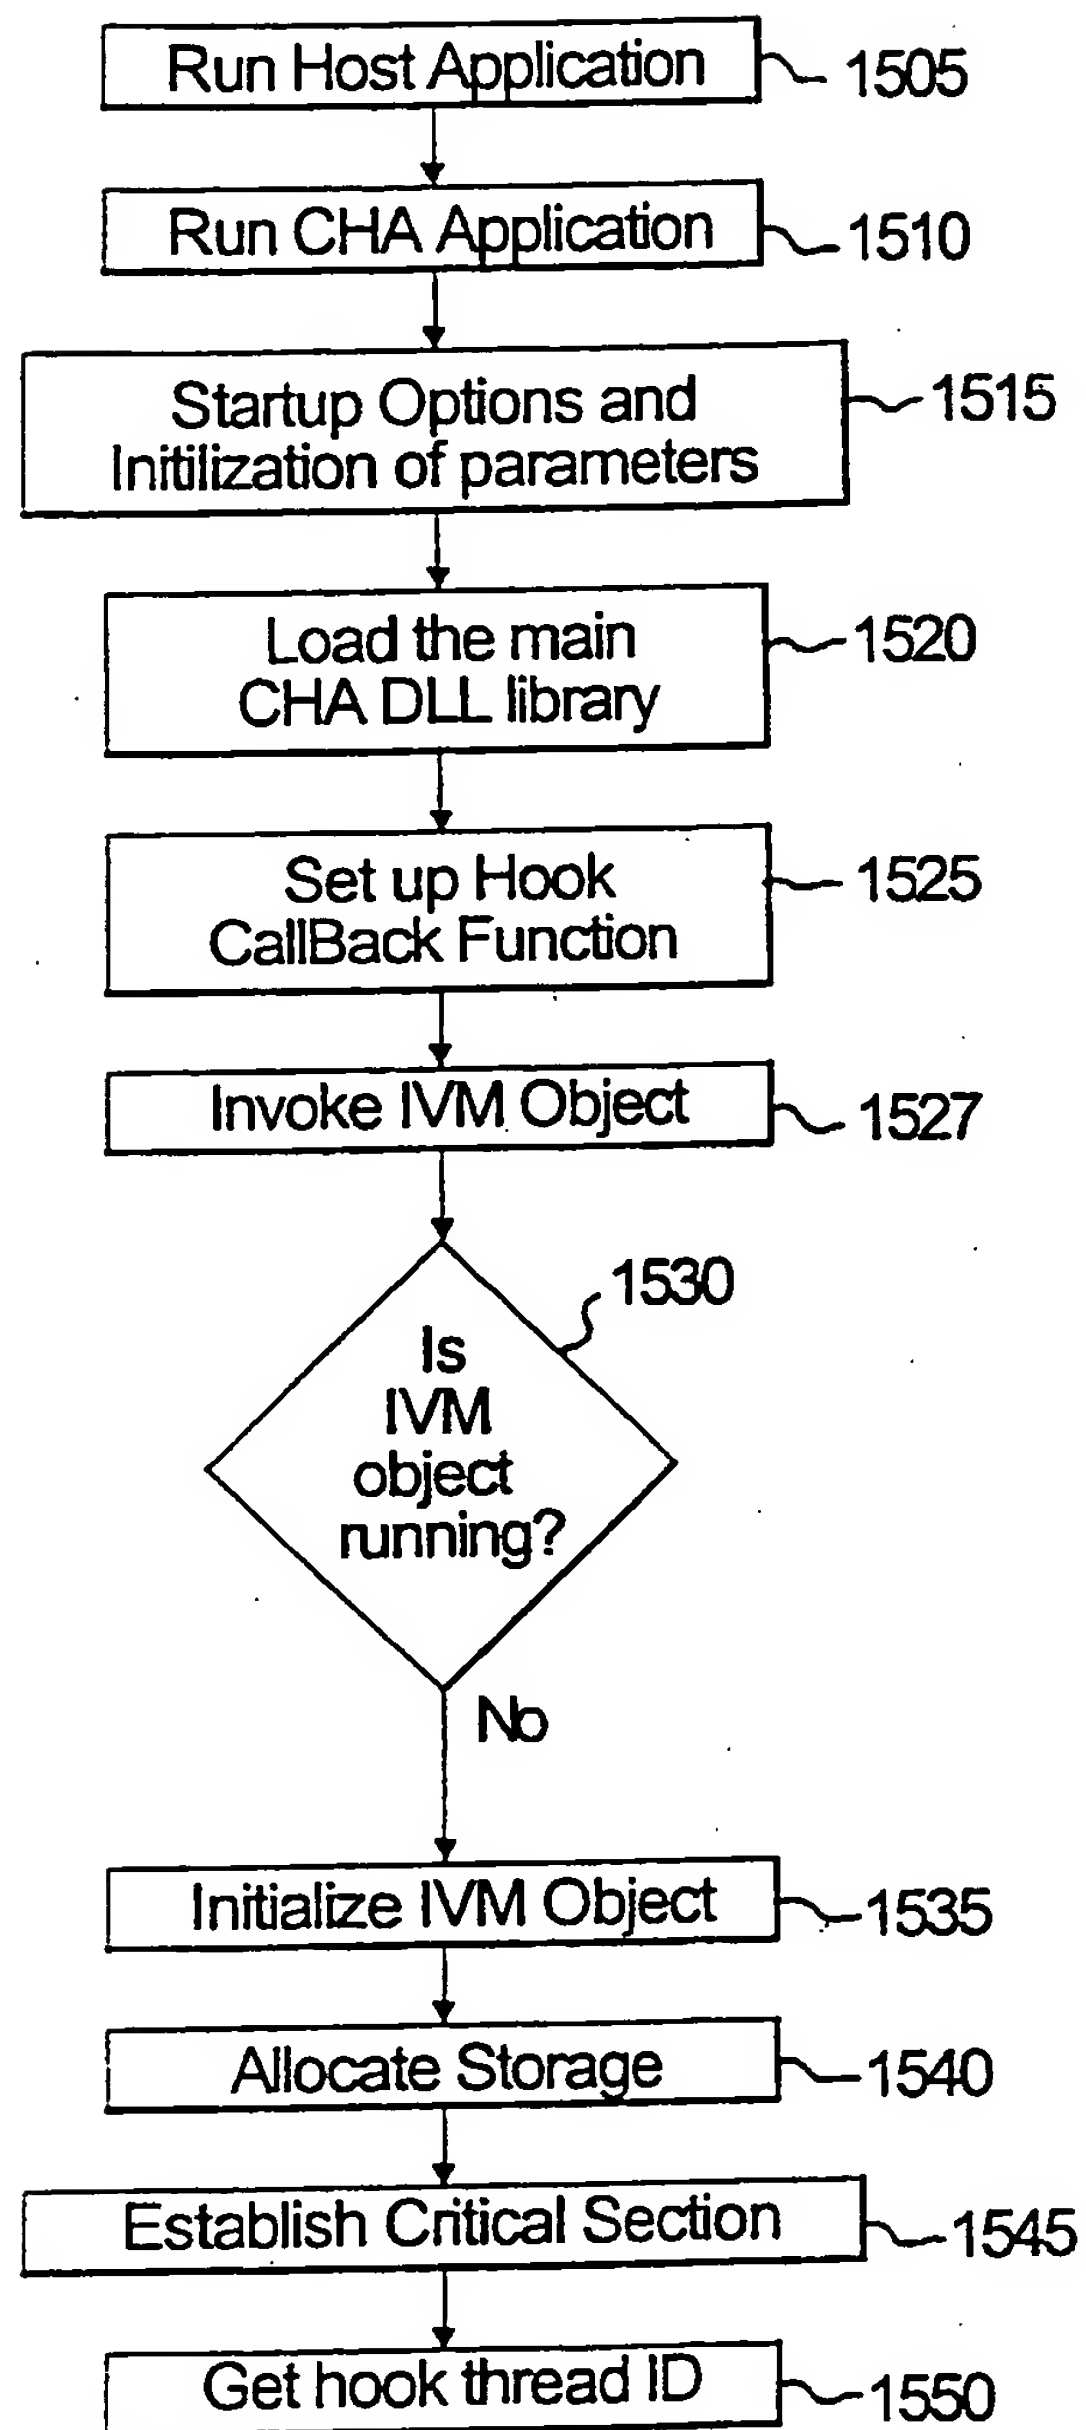 Run Host Application
1505
Run CHA Application
1510
Startup Options and
Initilization of parameters
1515
Load the main
CHA DLL library
1520
Set up Hook
CallBack Function
1525
Invoke IVM Object
1527
1530
Is
IVM
object
running?
No
Initialize IVM Object
1535
Allocate Storage
1540
Establish Critical Section
1545
Get hook thread ID
1550